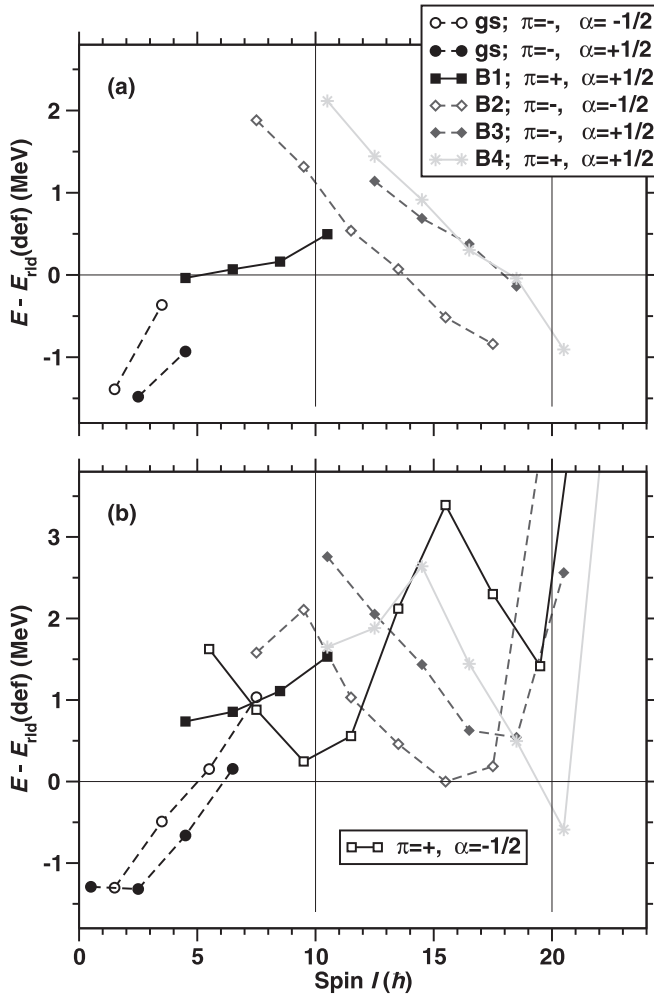 gs; π=-, α= -1/2
gs; π=-, α=+1/2
B1; π=+, α=+1/2
B2; π=-, α=-1/2
B3; π=-, α=+1/2
B4; π=+, α=+1/2
(a)
2
1
0
-1
E - E_rld(def) (MeV)
(b)
3
2
1
0
-1
E - E_rld(def) (MeV)
π=+, α=-1/2
0 5 10 15 20
Spin I (ħ)